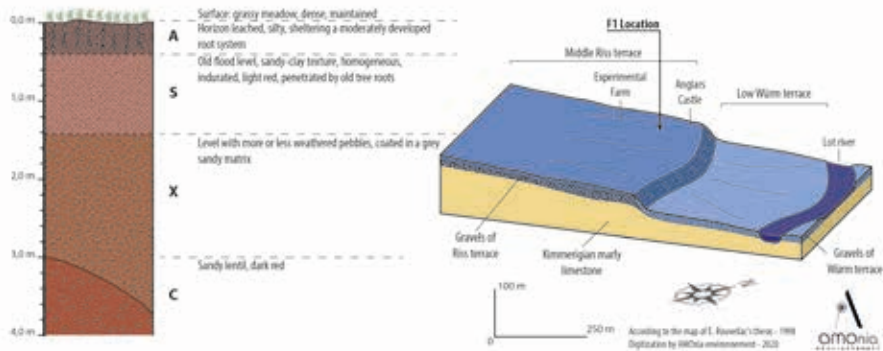 0,0 m
1,0 m
2,0 m
3,0 m
4,0 m
A
S
X
C
Surface: grassy meadow, dense, maintained
Horizon leached, silty, sheltering a moderately developed
root system
Old flood level, sandy-clay texture, homogeneous,
indurated, light red, penetrated by old tree roots
Level with more or less weathered pebbles, coated in a grey
sandy matrix
Sandy lentil, dark red
F1 Location
Middle Riss terrace
Experimental
Farm
Anglars
Castle
Low Würm terrace
Lot river
Gravels of
Riss terrace
Kimmerigian marly
limestone
Gravels of
Würm terrace
100 m
250 m
According to the map of E. Rouvellac's thesis - 1998
Digitization by AMOnia environnement - 2020
amonia